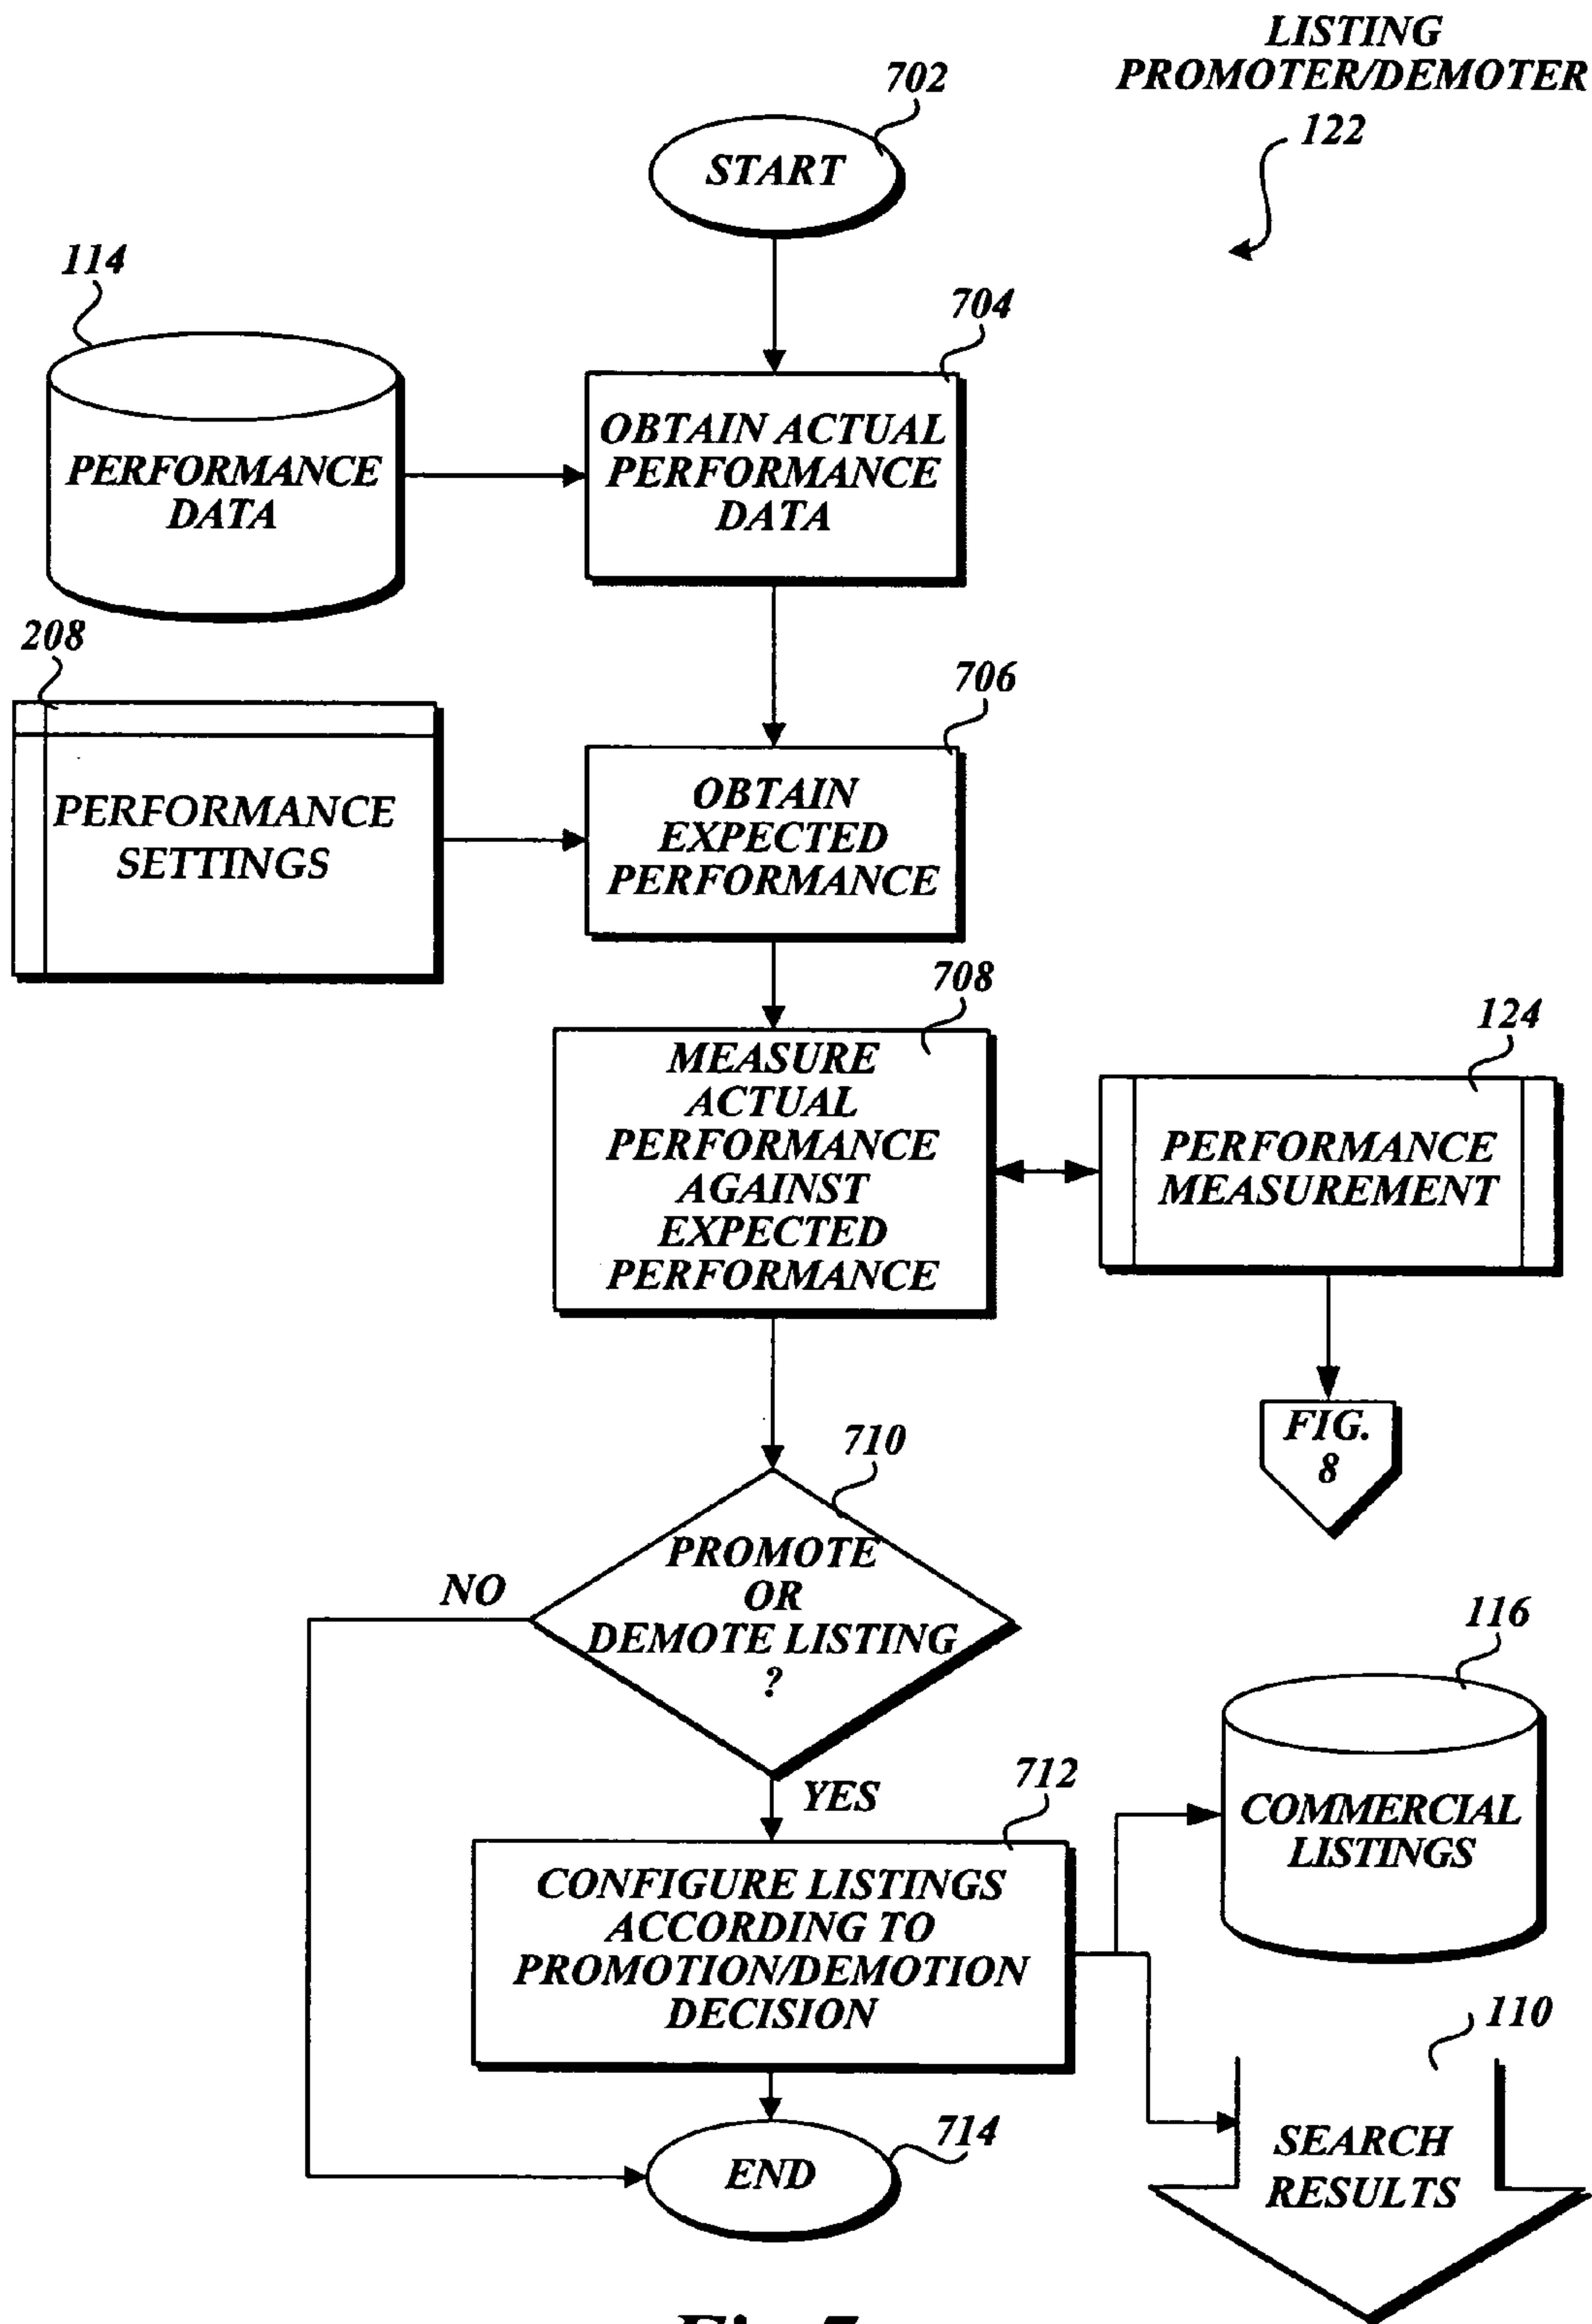 LISTING
PROMOTER/DEMOTER
122
702
START
114
704
PERFORMANCE
DATA
OBTAIN ACTUAL
PERFORMANCE
DATA
208
706
PERFORMANCE
SETTINGS
OBTAIN
EXPECTED
PERFORMANCE
708
MEASURE
ACTUAL
PERFORMANCE
AGAINST
EXPECTED
PERFORMANCE
124
PERFORMANCE
MEASUREMENT
FIG.
8
710
PROMOTE
OR
DEMOTE LISTING
?
NO
YES
116
COMMERCIAL
LISTINGS
712
CONFIGURE LISTINGS
ACCORDING TO
PROMOTION/DEMOTION
DECISION
110
SEARCH
RESULTS
714
END